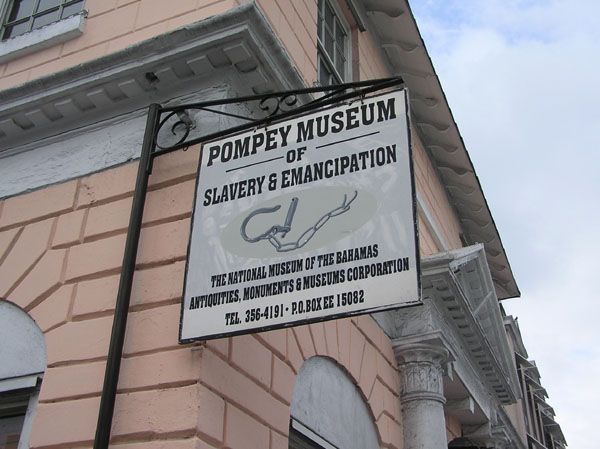 POMPEY MUSEUM
OF
SLAVERY & EMANCIPATION
THE NATIONAL MUSEUM OF THE BAHAMAS
ANTIQUITIES, MONUMENTS & MUSEUMS CORPORATION
TEL. 356-4191 • P.O.BOX EE 15082